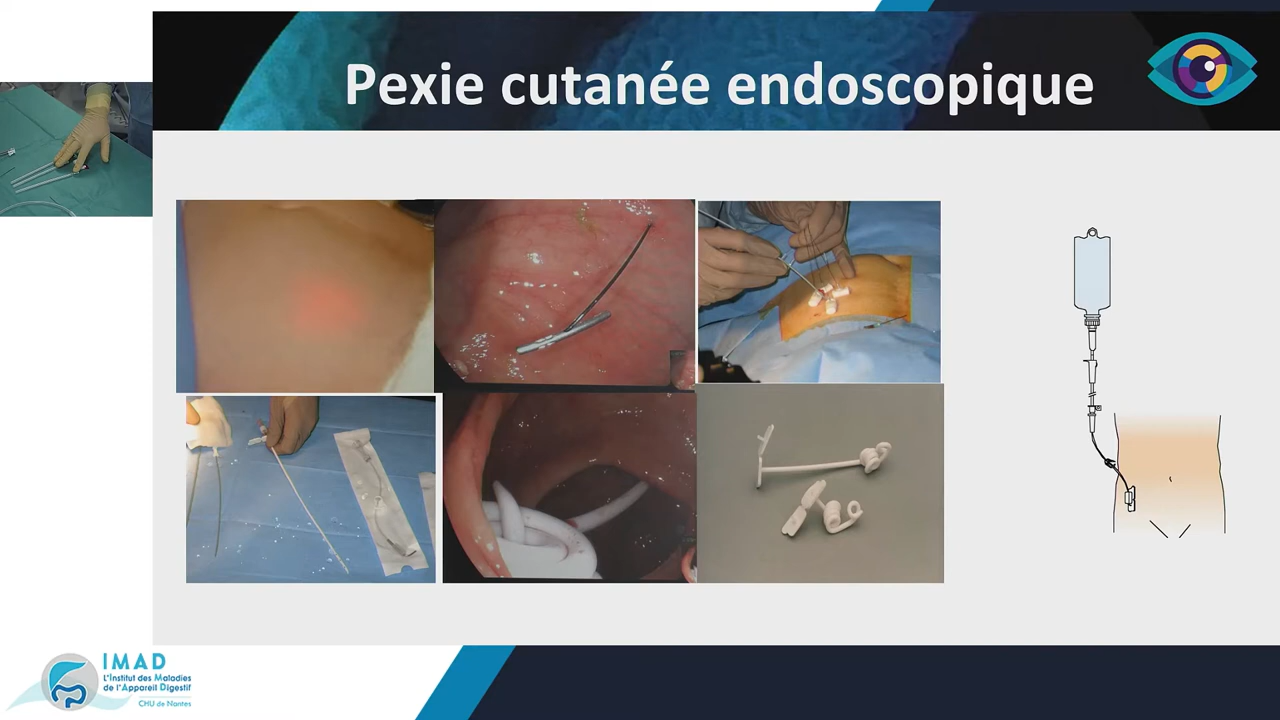 Pexie cutanée endoscopique
IMAD
L'Institut des Maladies
de l'Appareil Digestif
CHU de Nantes